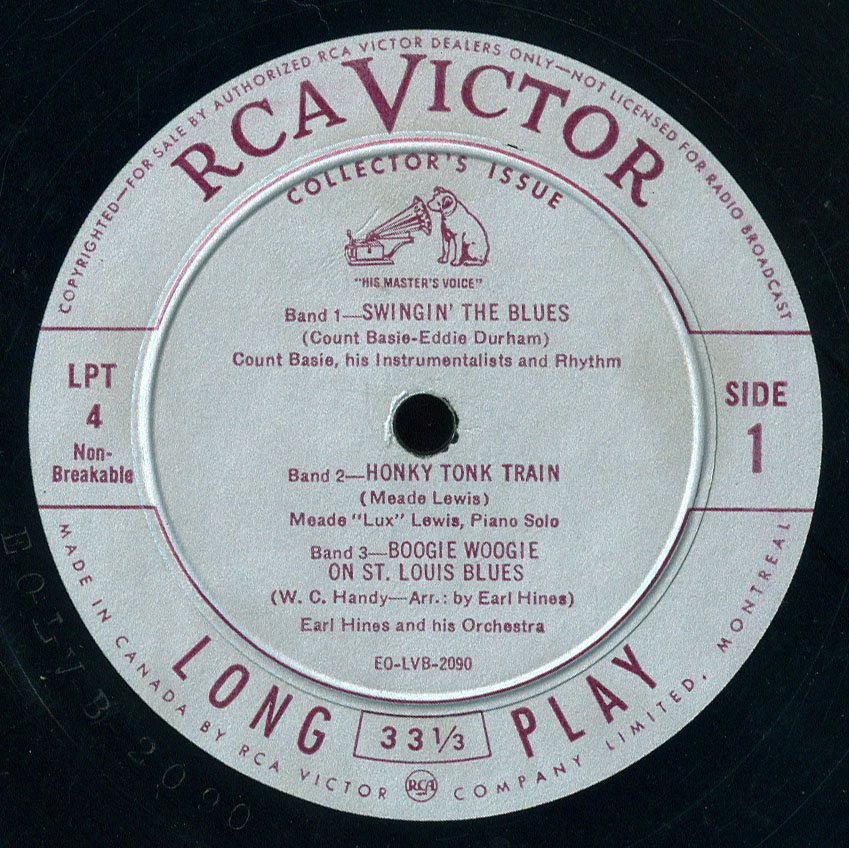 COPYRIGHTED—FOR SALE BY AUTHORIZED RCA VICTOR DEALERS ONLY—NOT LICENSED FOR RADIO BROADCAST
RCA VICTOR
COLLECTOR'S ISSUE
"HIS MASTER'S VOICE"
Band 1—SWINGIN' THE BLUES
(Count Basie-Eddie Durham)
Count Basie, his Instrumentalists and Rhythm
LPT
4
Non-
Breakable
SIDE
1
Band 2—HONKY TONK TRAIN
(Meade Lewis)
Meade "Lux" Lewis, Piano Solo
Band 3—BOOGIE WOOGIE
ON ST. LOUIS BLUES
(W. C. Handy—Arr.: by Earl Hines)
Earl Hines and his Orchestra
EO-LVB-2090
LONG 33 1/3 PLAY
MADE IN CANADA BY RCA VICTOR RCA COMPANY LIMITED, MONTREAL
EO-LVB 2090